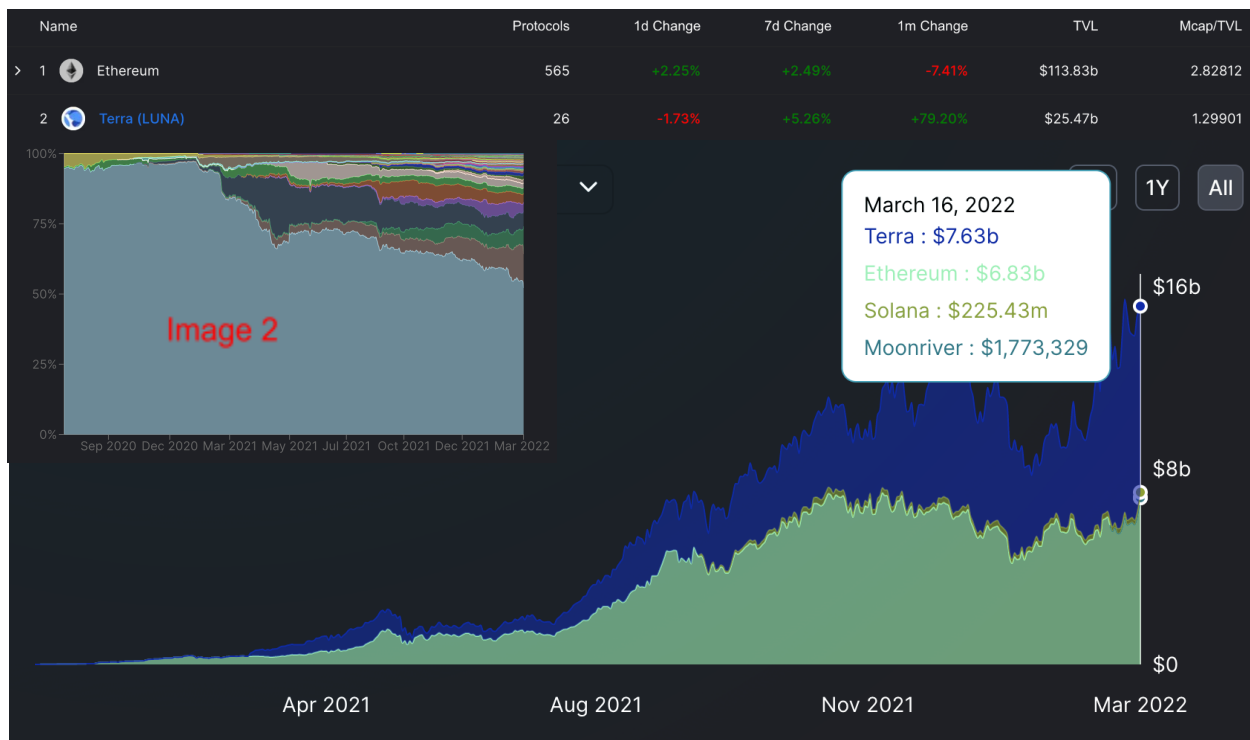 Name Protocols 1d Change 7d Change 1m Change TVL Mcap/TVL
1 Ethereum 565 +2.25% +2.49% -7.41% $113.83b 2.82812
2 Terra (LUNA) 26 -1.73% +5.26% +79.20% $25.47b 1.29901
100%
75%
50%
25%
0%
Image 2
Sep 2020 Dec 2020 Mar 2021 May 2021 Jul 2021 Oct 2021 Dec 2021 Mar 2022
1Y All
March 16, 2022
Terra : $7.63b
Ethereum : $6.83b
Solana : $225.43m
Moonriver : $1,773,329
$16b
$8b
$0
Apr 2021 Aug 2021 Nov 2021 Mar 2022